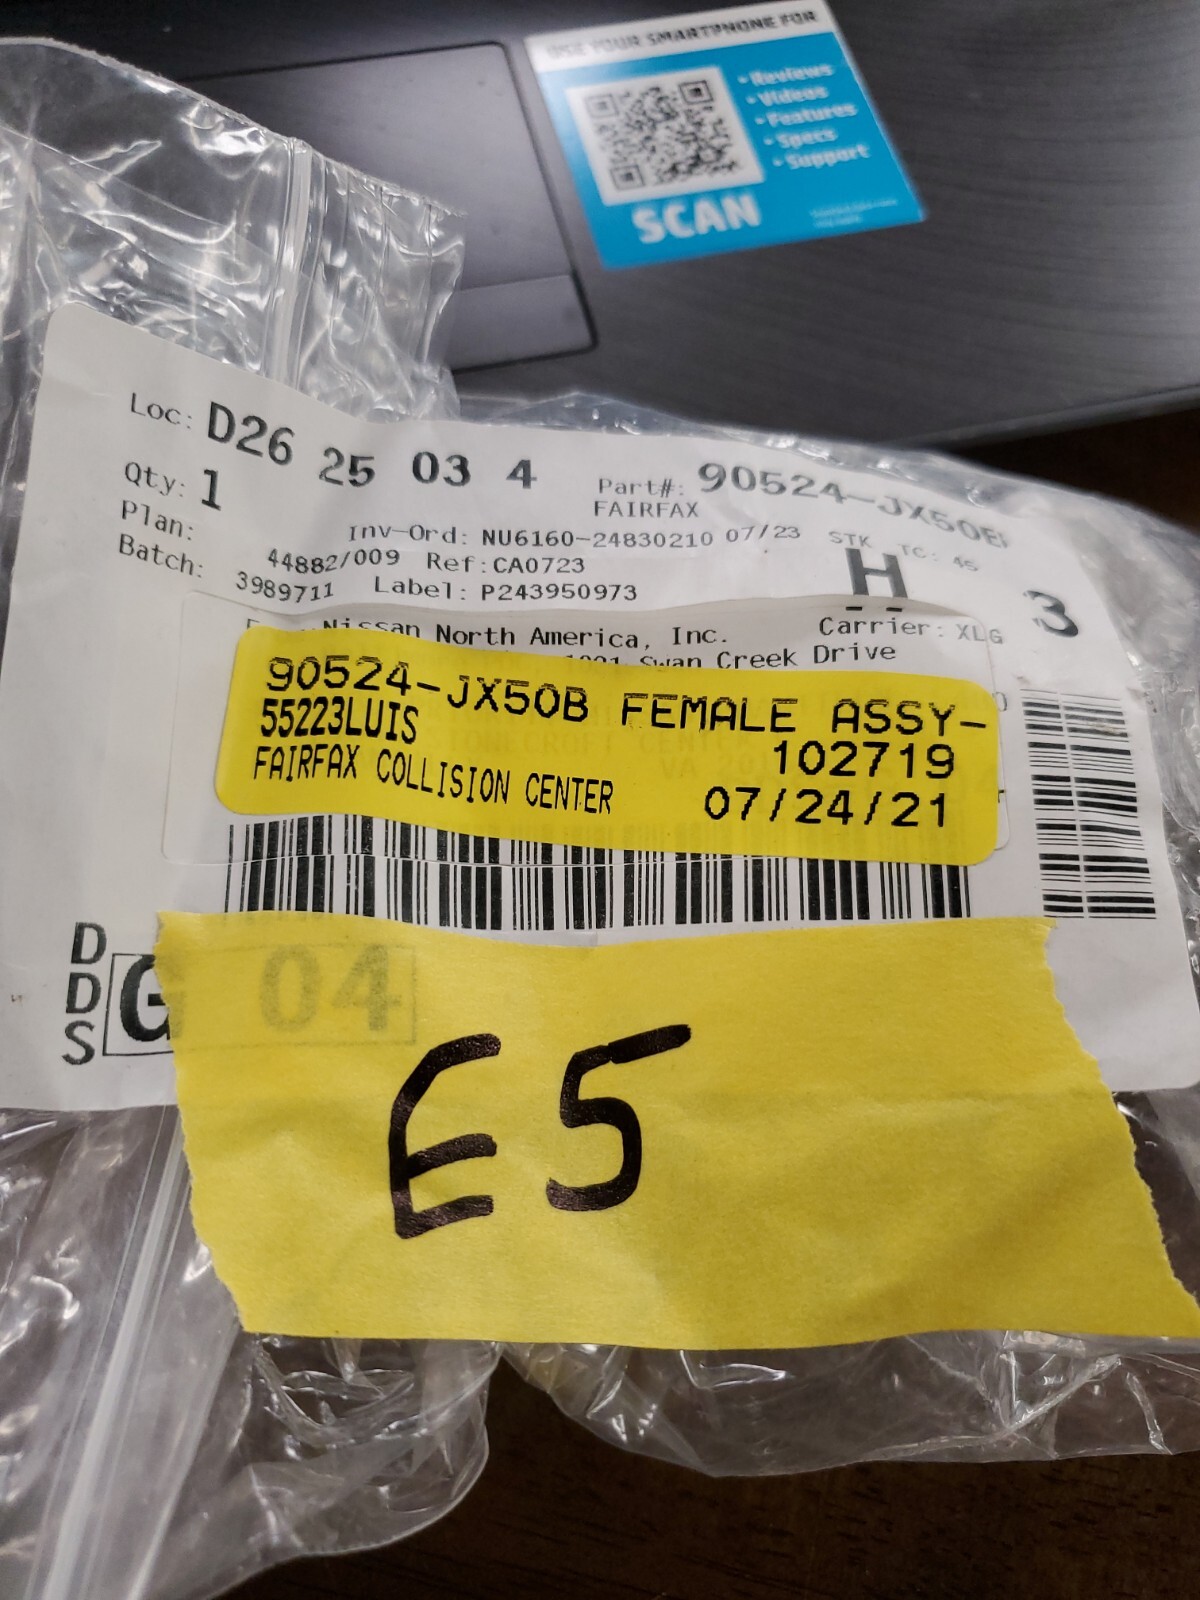 USE YOUR SMARTPHONE FOR
• Reviews
• Videos
• Features
• Specs
• Support
SCAN
Loc: D26 25 03 4
Part#: 90524-JX50B
Qty: 1
FAIRFAX
Plan:
Inv-Ord: NU6160-24830210 07/23
STK TC: 45
44882/009 Ref: CA0723
H 3
Batch: 3989711 Label: P243950973
Nissan North America, Inc.
Carrier: XLG
Swan Creek Drive
90524-JX50B FEMALE ASSY-
55223LUIS
102719
FAIRFAX COLLISION CENTER
07/24/21
DDS
G 04
E5